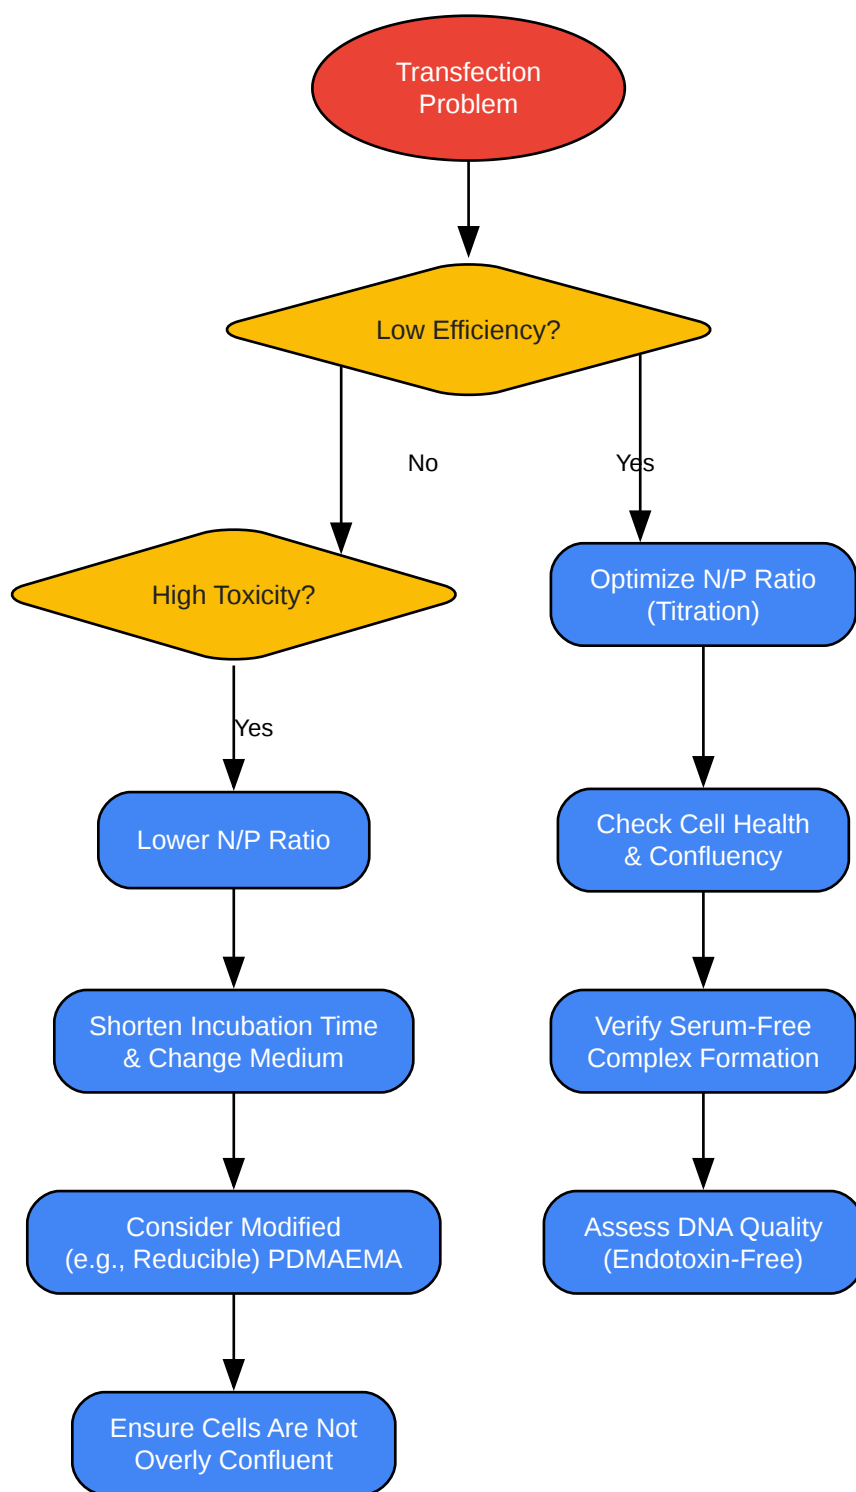 Transfection
Problem
Low Efficiency?
No
Yes
High Toxicity?
Optimize N/P Ratio
(Titration)
Yes
Lower N/P Ratio
Check Cell Health
& Confluency
Shorten Incubation Time
& Change Medium
Verify Serum-Free
Complex Formation
Consider Modified
(e.g., Reducible) PDMAEMA
Assess DNA Quality
(Endotoxin-Free)
Ensure Cells Are Not
Overly Confluent